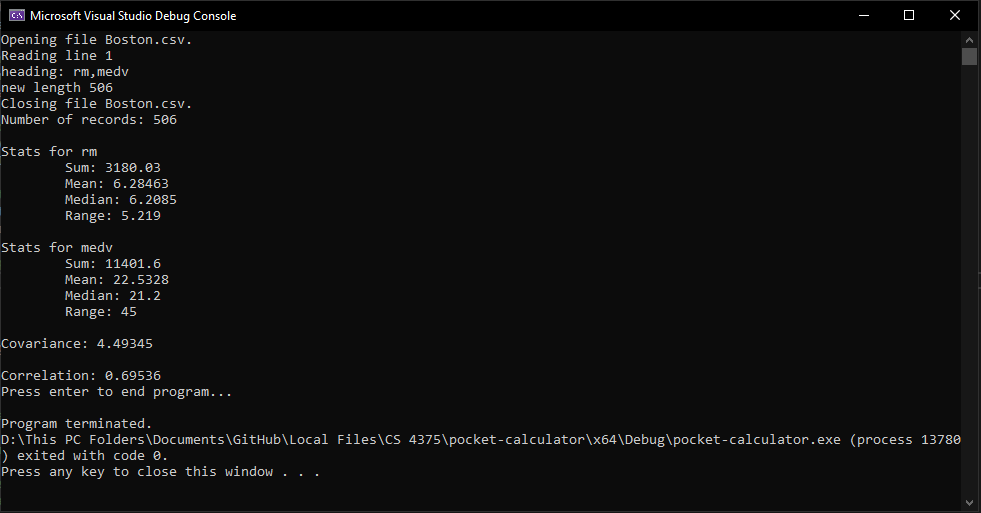 Microsoft Visual Studio Debug Console
Opening file Boston.csv.
Reading line 1
heading: rm,medv
new length 506
Closing file Boston.csv.
Number of records: 506
Stats for rm
Sum: 3180.03
Mean: 6.28463
Median: 6.2085
Range: 5.219
Stats for medv
Sum: 11401.6
Mean: 22.5328
Median: 21.2
Range: 45
Covariance: 4.49345
Correlation: 0.69536
Press enter to end program...
Program terminated.
D:\This PC Folders\Documents\GitHub\Local Files\CS 4375\pocket-calculator\x64\Debug\pocket-calculator.exe (process 13780
) exited with code 0.
Press any key to close this window . . .